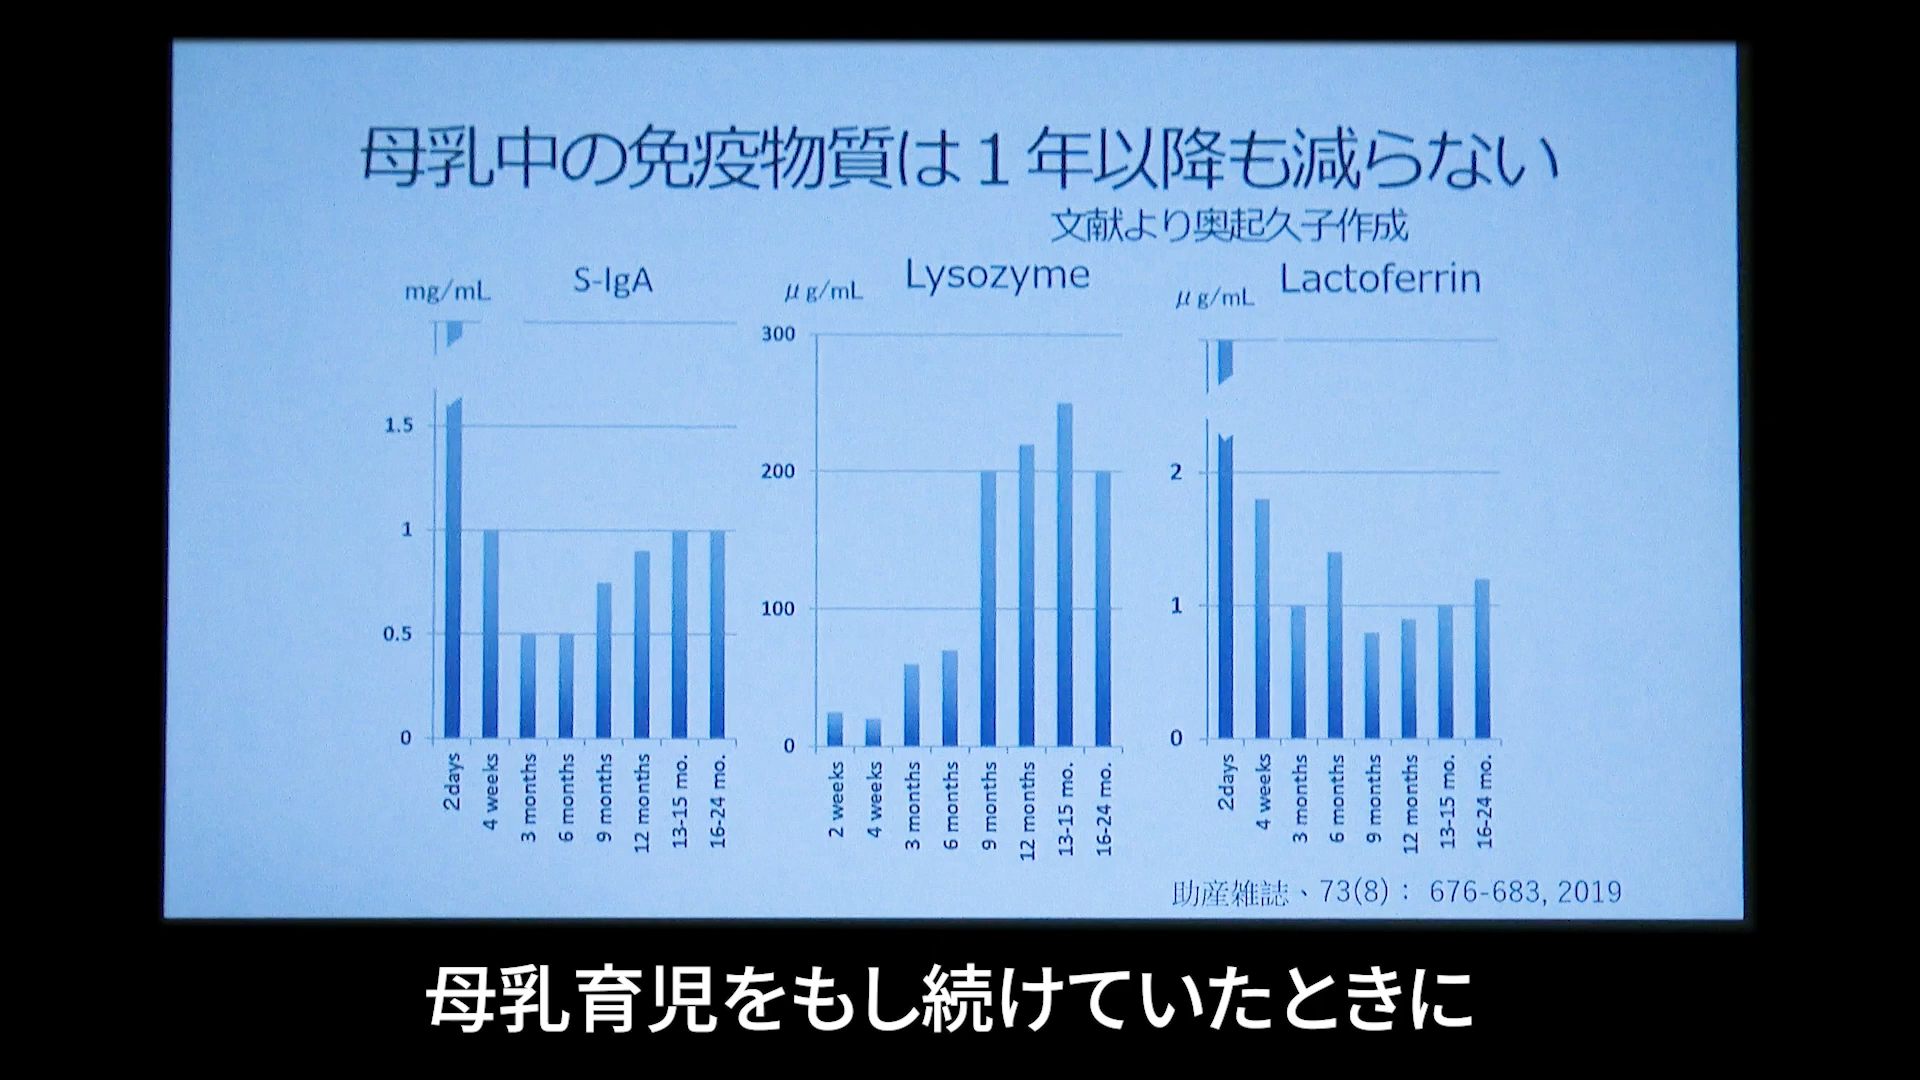 母乳中の免疫物質は1年以降も減らない
文献より奥起久子作成
mg/mL
S-IgA
1.5
1
0.5
0
2days
4 weeks
3 months
6 months
9 months
12 months
13-15 mo.
16-24 mo.
μg/mL
Lysozyme
300
200
100
0
2 weeks
4 weeks
3 months
6 months
9 months
12 months
13-15 mo.
16-24 mo.
μg/mL
Lactoferrin
2
1
0
2days
4 weeks
3 months
6 months
9 months
12 months
13-15 mo.
16-24 mo.
助産雑誌、73(8)： 676-683, 2019
母乳育児をもし続けていたときに